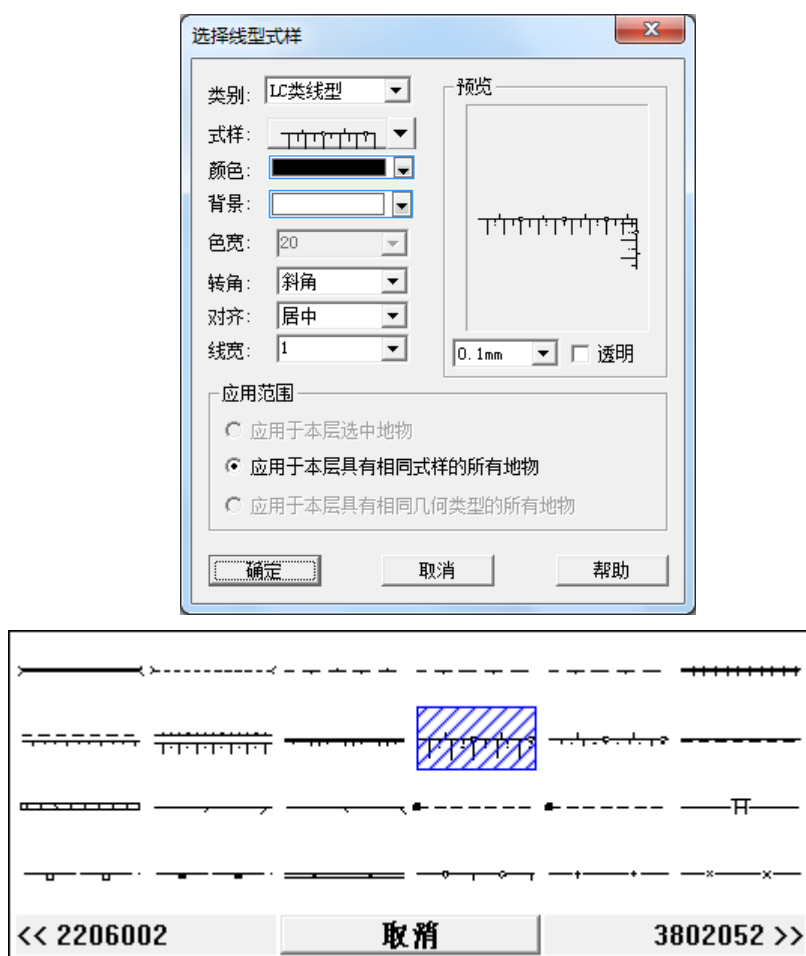 选择线型式样
类别: LC类线型
预览
式样:
颜色:
背景:
色宽: 20
转角: 斜角
对齐: 居中
线宽: 1
0.1mm 透明
应用范围
应用于本层选中地物
应用于本层具有相同式样的所有地物
应用于本层具有相同几何类型的所有地物
确定 取消 帮助
<< 2206002 取消 3802052 >>